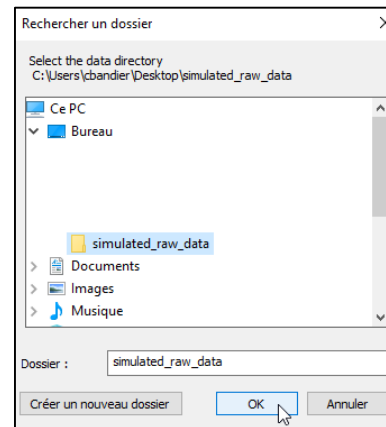 Rechercher un dossier
Select the data directory
C:\Users\cbandier\Desktop\simulated_raw_data
Ce PC
Bureau
simulated_raw_data
Documents
Images
Musique
Dossier : simulated_raw_data
Créer un nouveau dossier OK Annuler